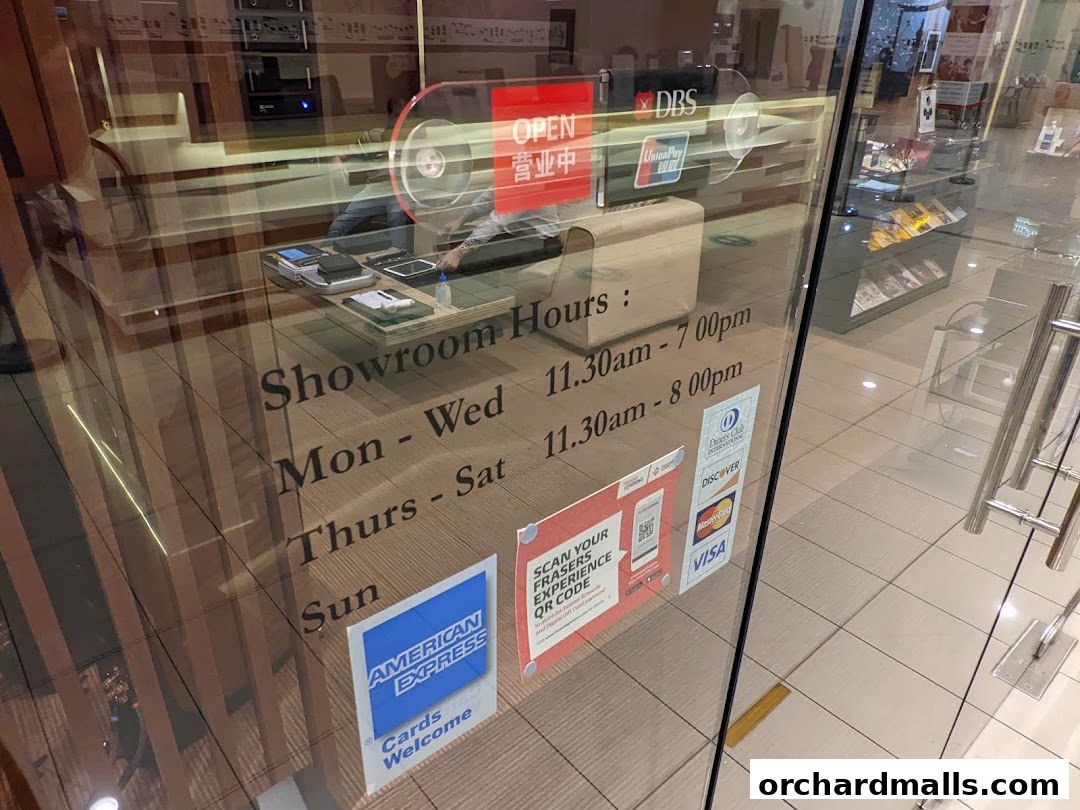 OPEN
营业中
DBS
UnionPay
银联
Showroom Hours :
Mon - Wed 11.30am - 7 00pm
Thurs - Sat 11.30am - 8 00pm
Sun
Diners Club
INTERNATIONAL
DISCOVER
MasterCard
VISA
SCAN YOUR
FRASERS
EXPERIENCE
QR CODE
AMERICAN
EXPRESS
Cards
Welcome
orchardmalls.com